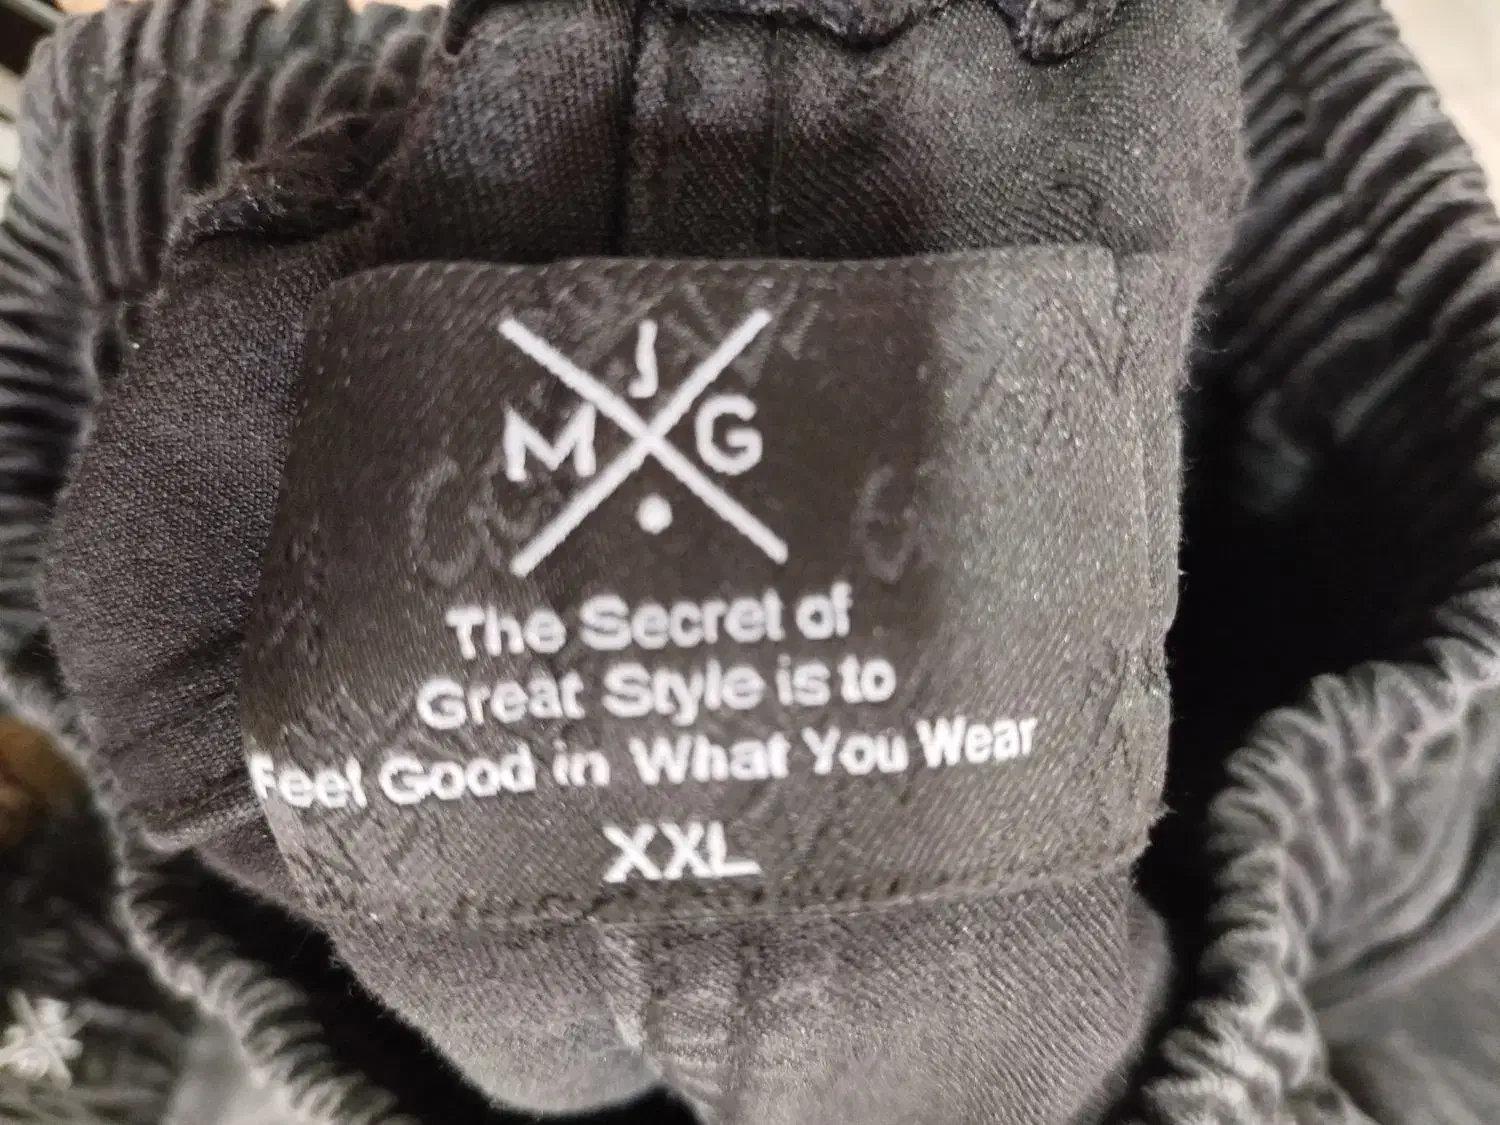 J
M G
The Secret of
Great Style is to
Feel Good in What You Wear
XXL